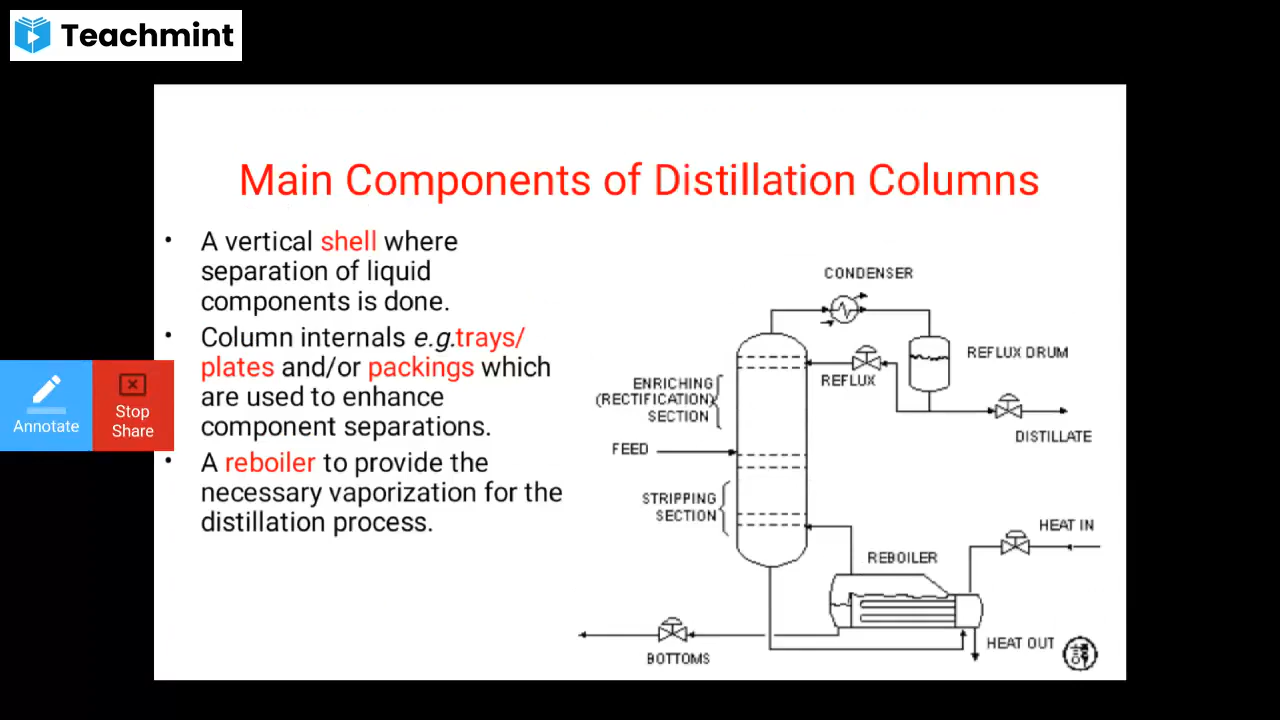 Teachmint
Main Components of Distillation Columns
• A vertical shell where
separation of liquid
components is done.
• Column internals e.g.trays/
plates and/or packings which
are used to enhance
component separations.
• A reboiler to provide the
necessary vaporization for the
distillation process.
Annotate
Stop
Share
CONDENSER
REFLUX DRUM
REFLUX
ENRICHING
(RECTIFICATION)
SECTION
DISTILLATE
FEED
STRIPPING
SECTION
HEAT IN
REBOILER
HEAT OUT
BOTTOMS